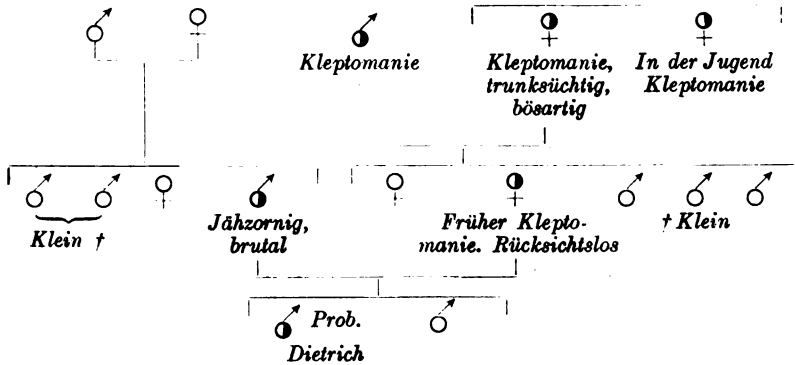 Kleptomanie
Kleptomanie,
trunksüchtig,
bösartig
In der Jugend
Kleptomanie
Klein †
Jähzornig,
brutal
Früher Klepto-
manie. Rücksichtslos
† Klein
Prob.
Dietrich